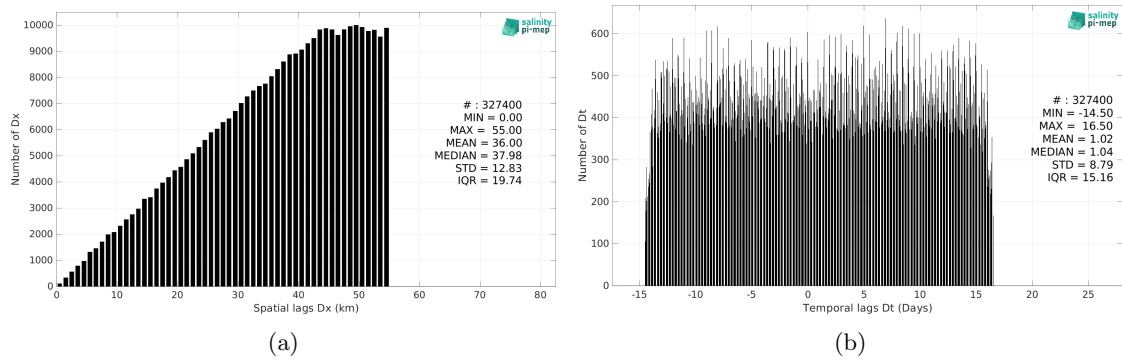 salinity
pi-mep
Number of Dx
10000
9000
8000
7000
6000
5000
4000
3000
2000
1000
0
# : 327400
MIN = 0.00
MAX = 55.00
MEAN = 36.00
MEDIAN = 37.98
STD = 12.83
IQR = 19.74
0 10 20 30 40 50 60 70 80
Spatial lags Dx (km)
(a)
salinity
pi-mep
Number of Dt
600
500
400
300
200
100
0
# : 327400
MIN = -14.50
MAX = 16.50
MEAN = 1.02
MEDIAN = 1.04
STD = 8.79
IQR = 15.16
-15 -10 -5 0 5 10 15
Temporal lags Dt (Days)
(b)